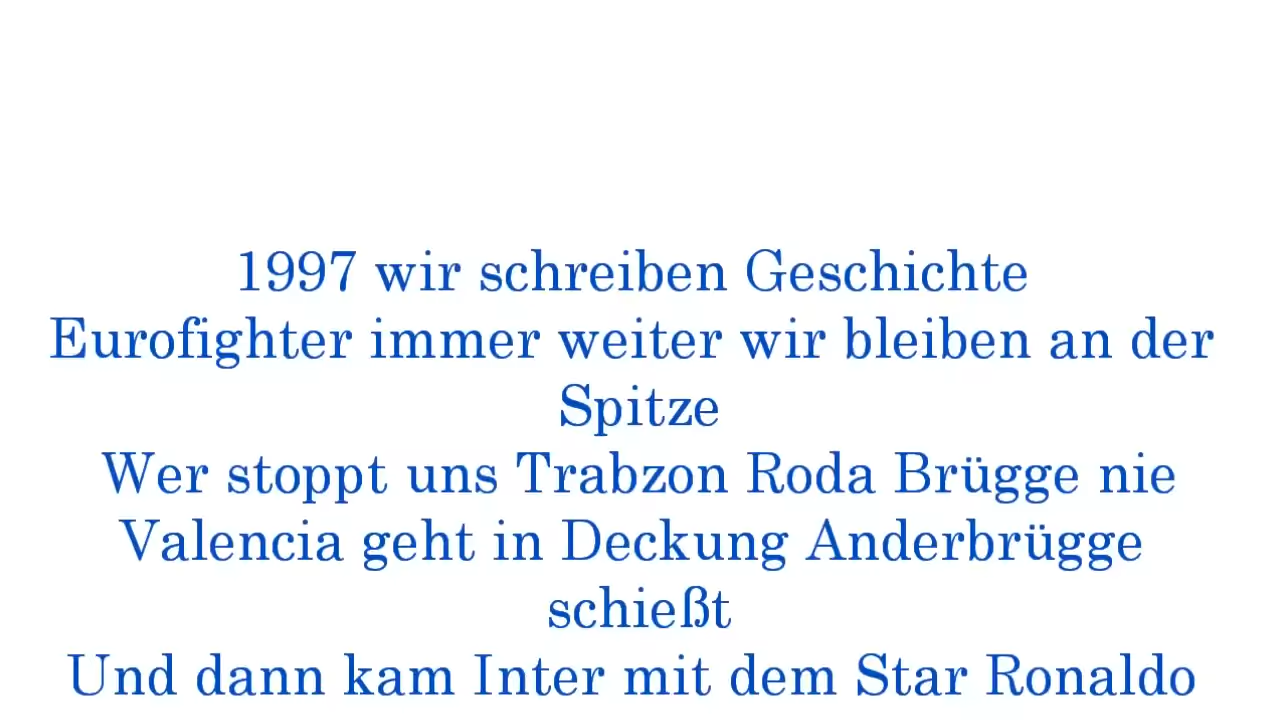 1997 wir schreiben Geschichte
Eurofighter immer weiter wir bleiben an der
Spitze
Wer stoppt uns Trabzon Roda Brügge nie
Valencia geht in Deckung Anderbrügge
schießt
Und dann kam Inter mit dem Star Ronaldo